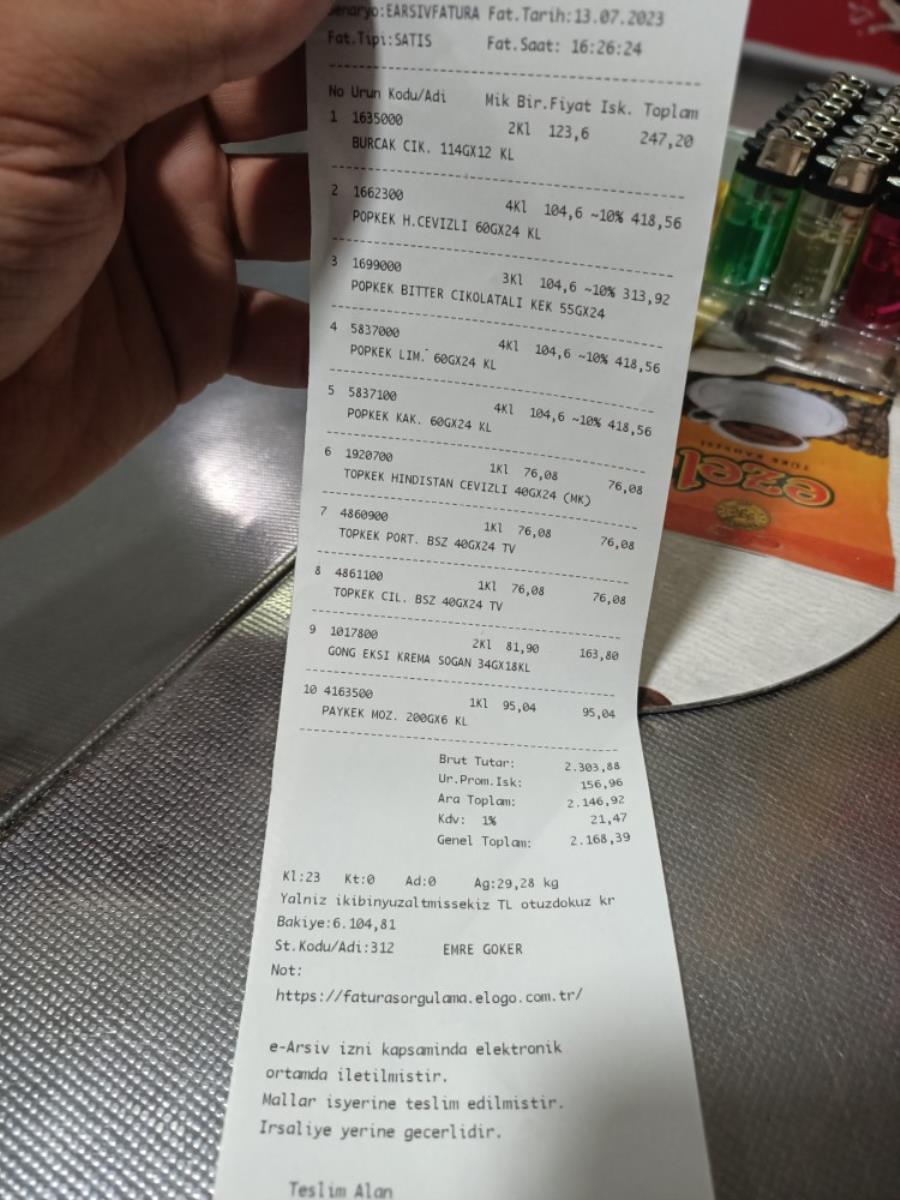 Senaryo:EARSIVFATURA Fat.Tarih:13.07.2023
Fat.Tipi:SATIS Fat.Saat: 16:26:24
No Urun Kodu/Adi Mik Bir.Fiyat Isk. Toplam
1 1635000 2Kl 123,6 247,20
BURCAK CIK. 114GX12 KL
2 1662300 4Kl 104,6 ~10% 418,56
POPKEK H.CEVIZLI 60GX24 KL
3 1699000 3Kl 104,6 ~10% 313,92
POPKEK BITTER CIKOLATALI KEK 55GX24
4 5837000 4Kl 104,6 ~10% 418,56
POPKEK LIM. 60GX24 KL
5 5837100 4Kl 104,6 ~10% 418,56
POPKEK KAK. 60GX24 KL
6 1920700 1Kl 76,08 76,08
TOPKEK HINDISTAN CEVIZLI 40GX24 (MK)
7 4860900 1Kl 76,08 76,08
TOPKEK PORT. BSZ 40GX24 TV
8 4861100 1Kl 76,08 76,08
TOPKEK CIL. BSZ 40GX24 TV
9 1017800 2Kl 81,90 163,80
GONG EKSI KREMA SOGAN 34GX18KL
10 4163500 1Kl 95,04 95,04
PAYKEK MOZ. 200GX6 KL
Brut Tutar: 2.303,88
Ur.Prom.Isk: 156,96
Ara Toplam: 2.146,92
Kdv: 1% 21,47
Genel Toplam: 2.168,39
Kl:23 Kt:0 Ad:0 Ag:29,28 kg
Yalniz ikibinyuzaltmissekiz TL otuzdokuz kr
Bakiye:6.104,81
St.Kodu/Adi:312 EMRE GOKER
Not:
https://faturasorgulama.elogo.com.tr/
e-Arsiv izni kapsaminda elektronik
ortamda iletilmistir.
Mallar isyerine teslim edilmistir.
Irsaliye yerine gecerlidir.
Teslim Alan
ezel
TÜRK KAHVESİ